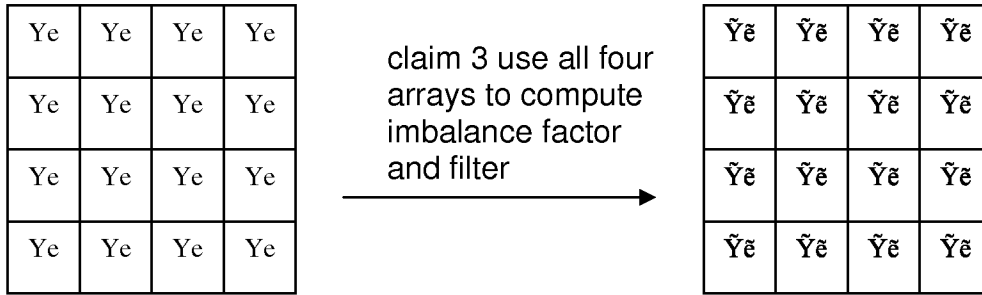 Ye Ye Ye Ye
Ye Ye Ye Ye
Ye Ye Ye Ye
Ye Ye Ye Ye
claim 3 use all four
arrays to compute
imbalance factor
and filter
Ỹẽ Ỹẽ Ỹẽ Ỹẽ
Ỹẽ Ỹẽ Ỹẽ Ỹẽ
Ỹẽ Ỹẽ Ỹẽ Ỹẽ
Ỹẽ Ỹẽ Ỹẽ Ỹẽ